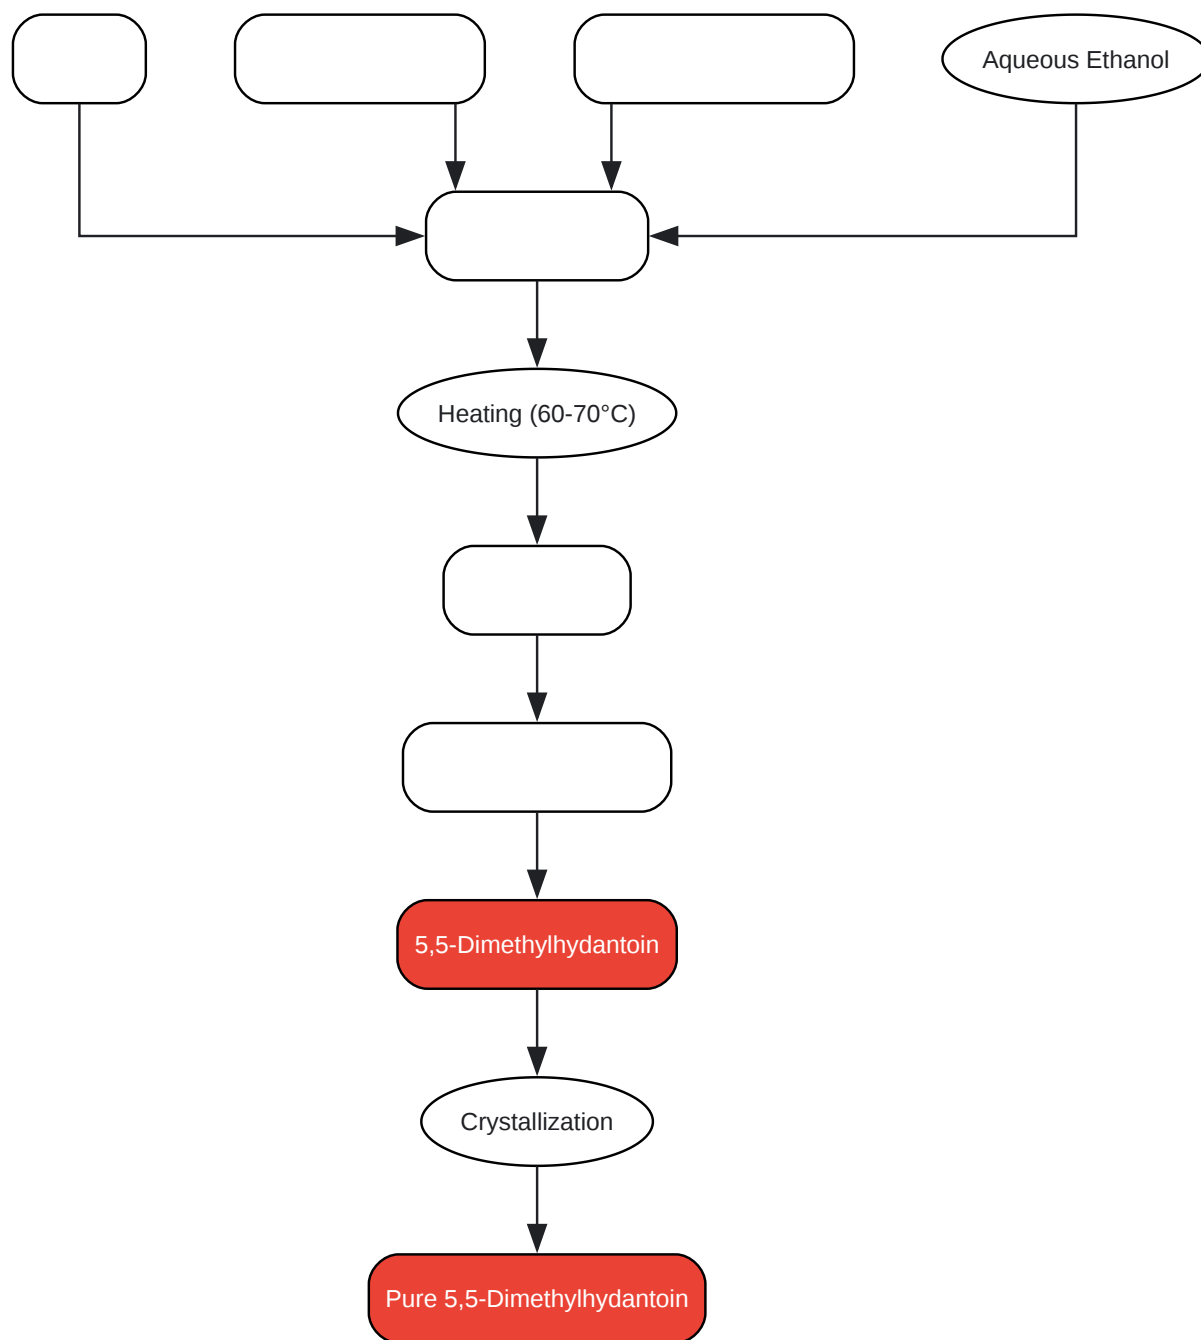 Aqueous Ethanol
Heating (60-70°C)
5,5-Dimethylhydantoin
Crystallization
Pure 5,5-Dimethylhydantoin